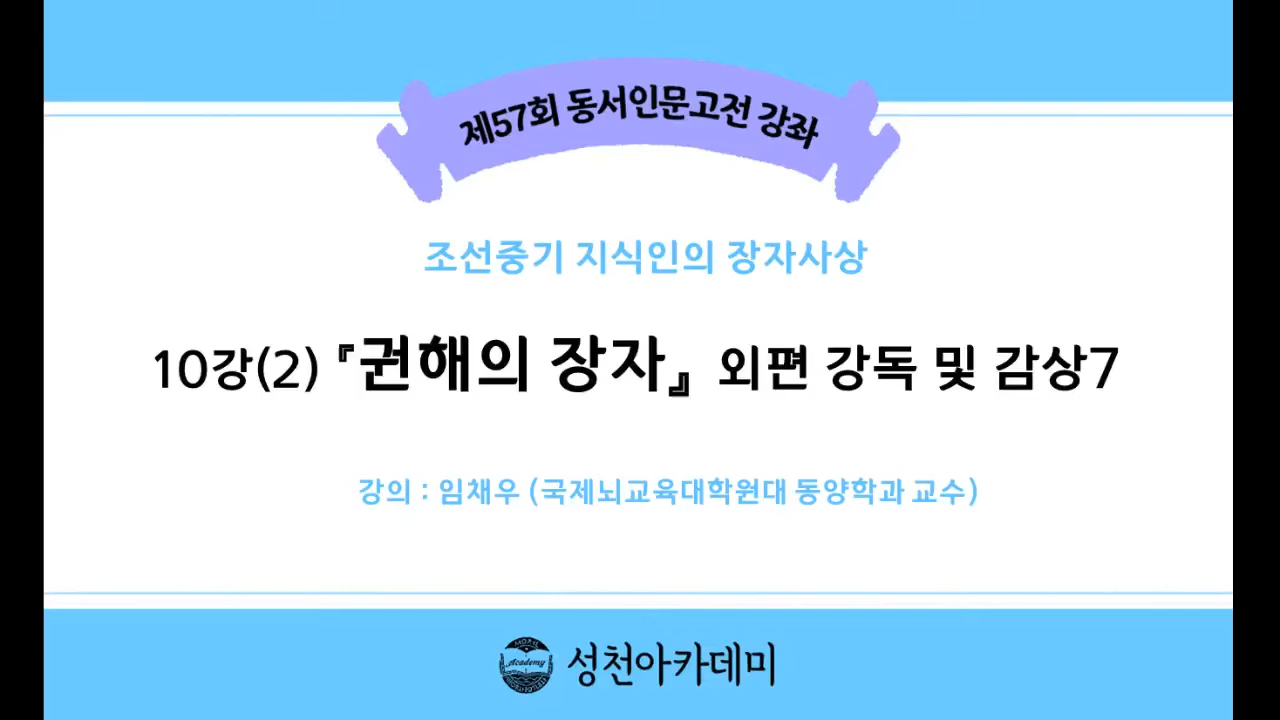 제57회 동서인문고전 강좌
조선중기 지식인의 장자사상
10강(2) 『권해의 장자』 외편 강독 및 감상7
강의 : 임채우 (국제뇌교육대학원대 동양학과 교수)
Academy
성천아카데미